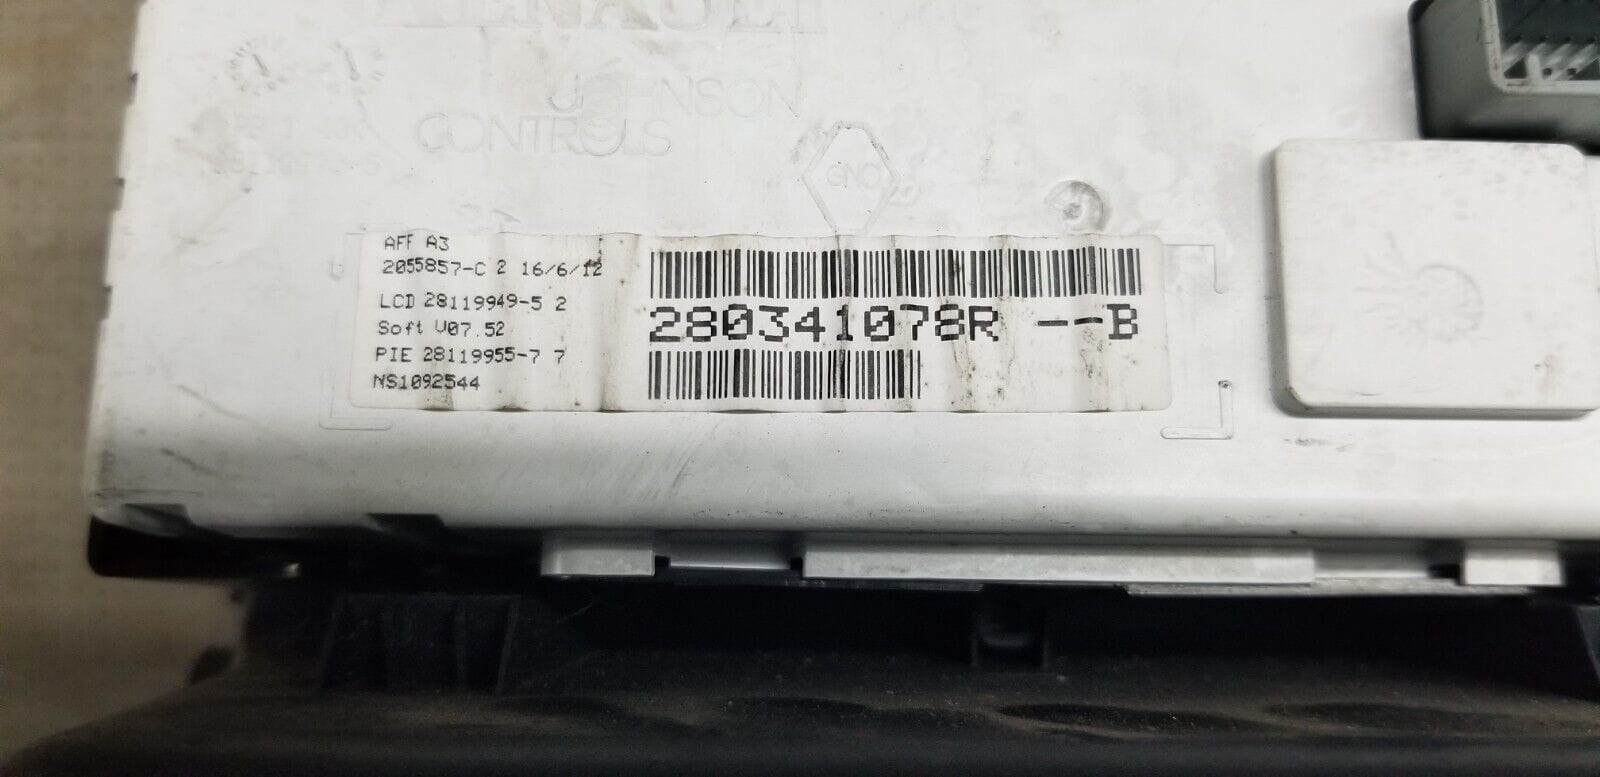 RENAULT
JOHNSON
CONTROLS
AFF A3
2055857-C 2 16/6/12
LCD 28119949-5 2
Soft V07.52
PIE 28119955-7 7
NS1092544
280341078R --B